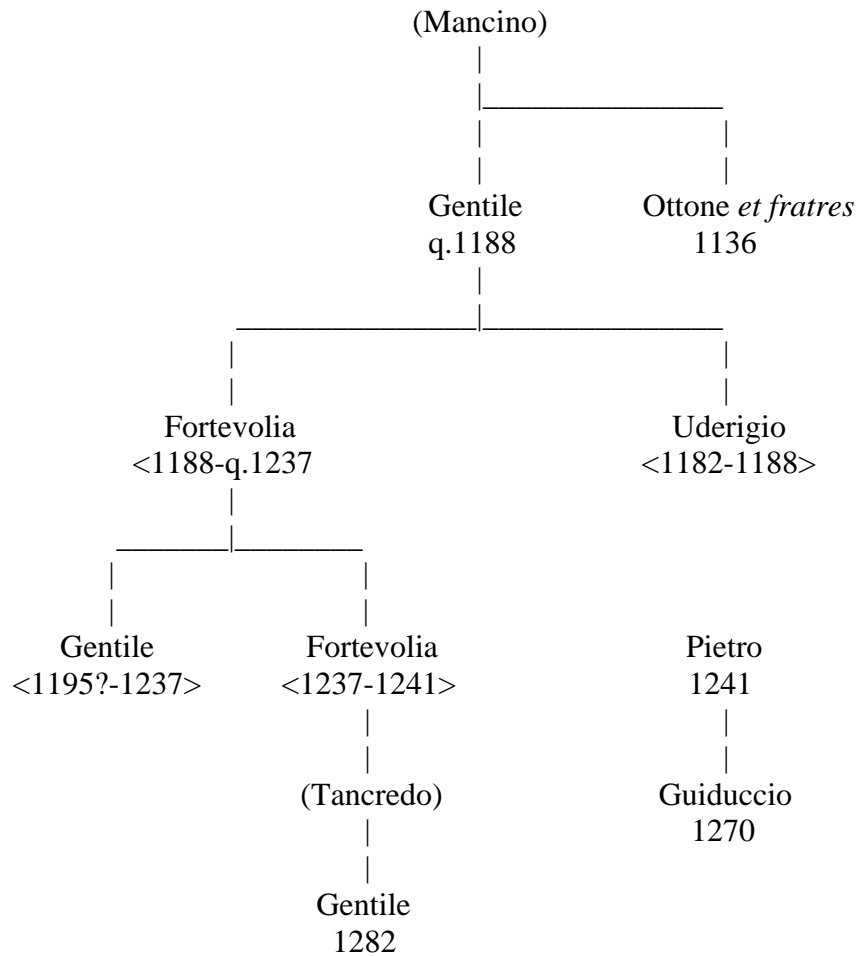 (Mancino)
Gentile Ottone et fratres
q.1188 1136
Fortevolia Uderigio
<1188-q.1237 <1182-1188>
Gentile Fortevolia Pietro
<1195?-1237> <1237-1241> 1241
(Tancredo) Guiduccio
1270
Gentile
1282